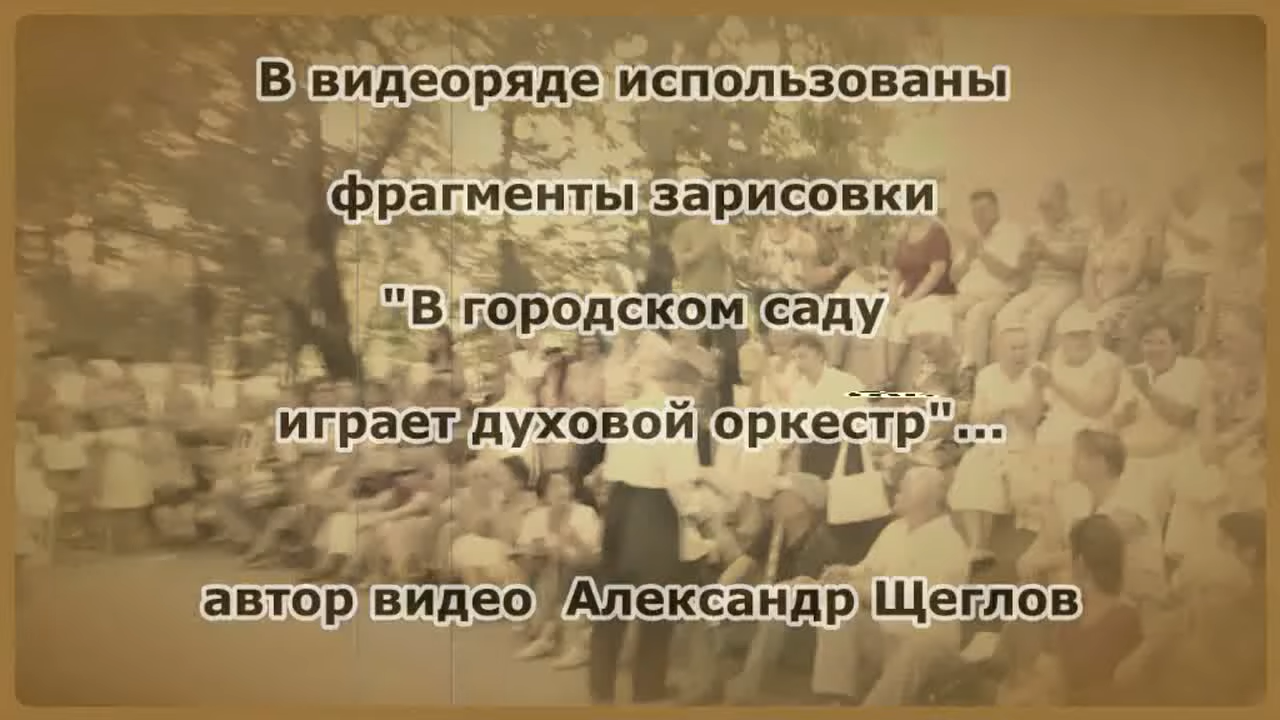 В видеоряде использованы
фрагменты зарисовки
"В городском саду
играет духовой оркестр"...
автор видео Александр Щеглов